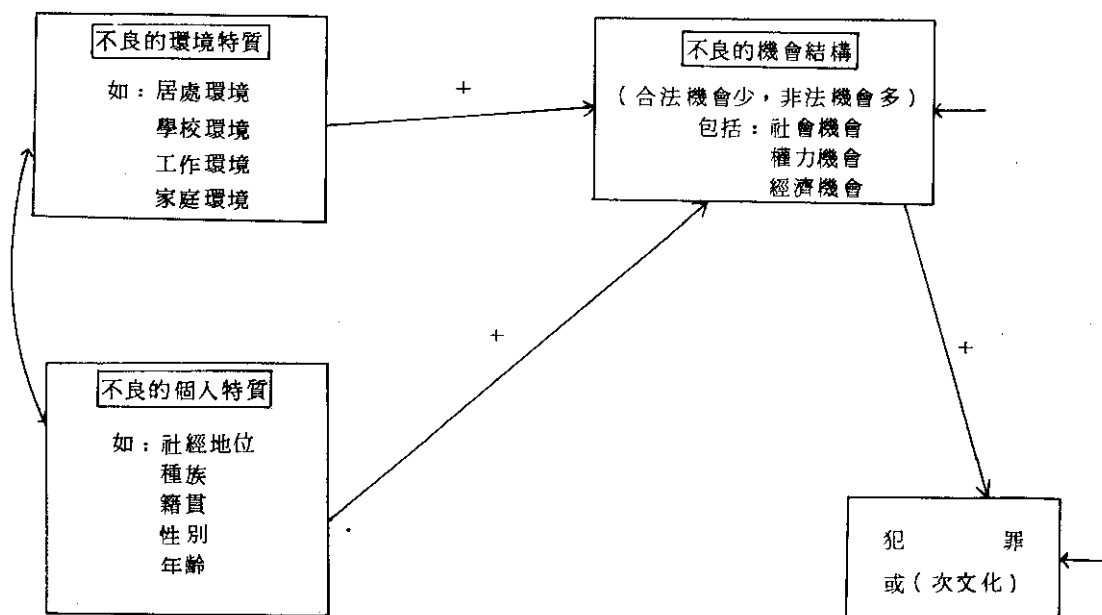 不良的環境特質
如：居處環境
學校環境
工作環境
家庭環境
+
不良的機會結構
（合法機會少，非法機會多）
包括：社會機會
權力機會
經濟機會
+
+
不良的個人特質
如：社經地位
種族
籍貫
性別
年齡
犯 罪
或（次文化）